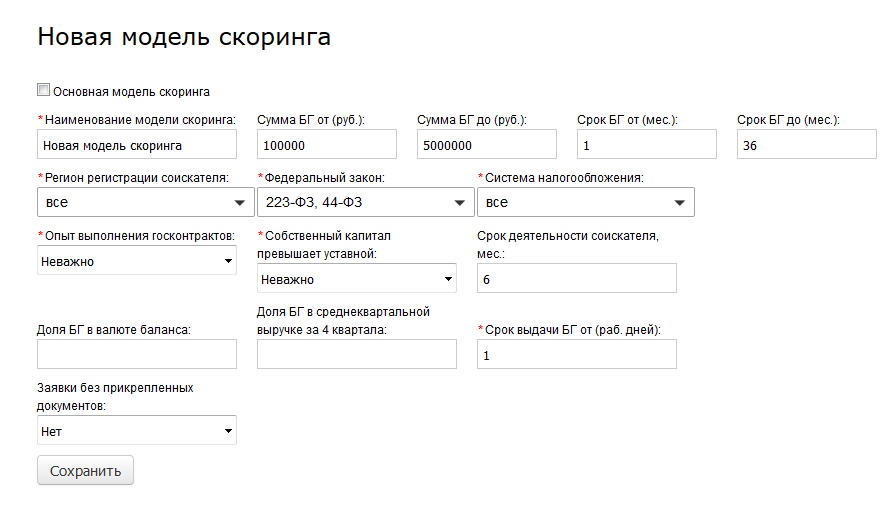 Новая модель скоринга
Основная модель скоринга
*Наименование модели скоринга:
Сумма БГ от (руб.):
Сумма БГ до (руб.):
Срок БГ от (мес.):
Срок БГ до (мес.):
Новая модель скоринга
100000
5000000
1
36
*Регион регистрации соискателя:
*Федеральный закон:
*Система налогообложения:
все
223-ФЗ, 44-ФЗ
все
*Опыт выполнения госконтрактов:
*Собственный капитал
превышает уставной:
Срок деятельности соискателя,
мес.:
Неважно
Неважно
6
Доля БГ в валюте баланса:
Доля БГ в среднеквартальной
выручке за 4 квартала:
*Срок выдачи БГ от (раб. дней):
1
Заявки без прикрепленных
документов:
Нет
Сохранить